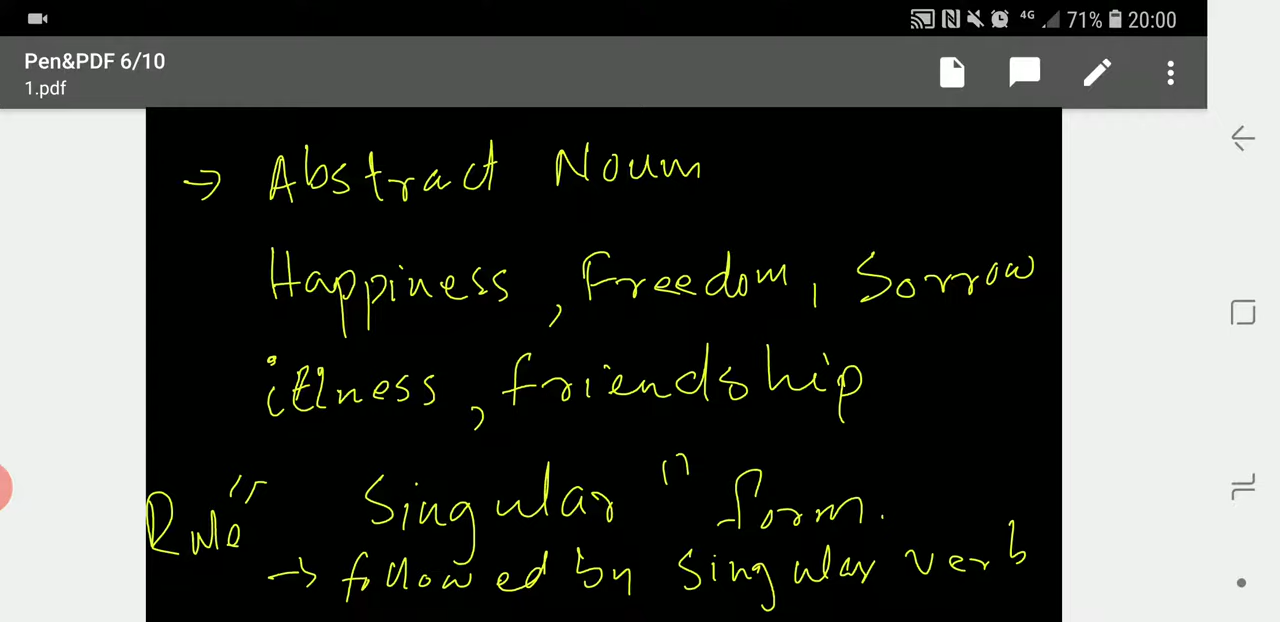 4G 71% 20:00
Pen&PDF 6/10
1.pdf
→ Abstract Noun
Happiness, Freedom, Sorrow
illness, friendship
Rule " Singular " form.
→ followed by singular verb